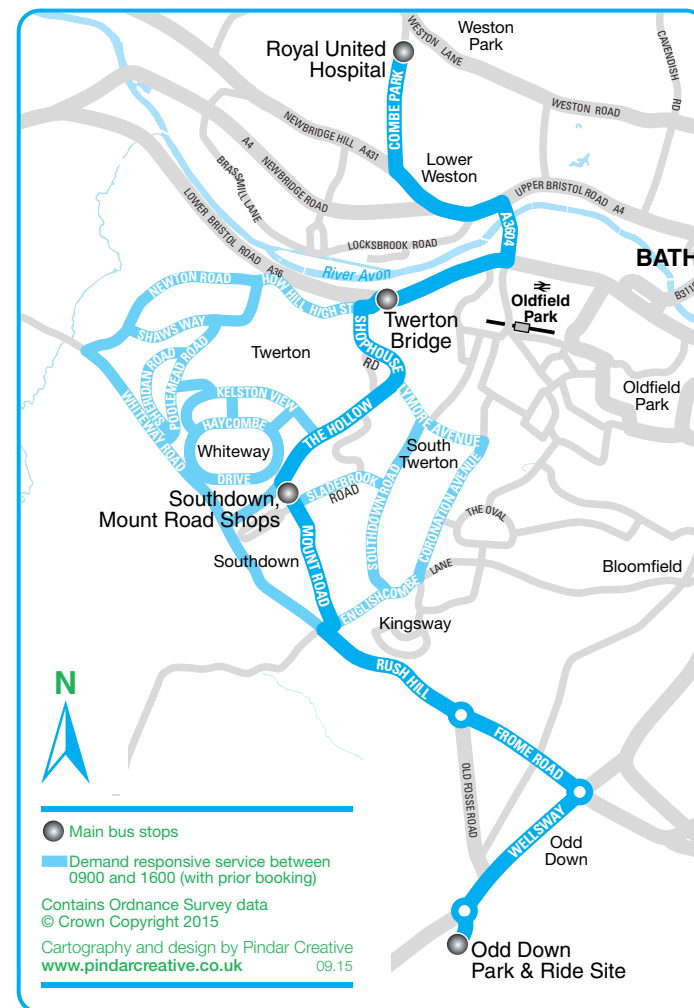 Royal United
Hospital
Weston
Park
WESTON LANE
CAVENDISH
RD
COMBE PARK
WESTON ROAD
NEWBRIDGE HILL A431
Lower
Weston
A4
NEWBRIDGE ROAD
BRASSMILL LANE
UPPER BRISTOL ROAD A4
LOWER BRISTOL ROAD A36
LOCKSBROOK ROAD
A3604
River Avon
BATH
NEWTON ROAD
HOW HILL HIGH ST
Oldfield
Park
Twerton
Bridge
SHAWS WAY
SHOPHOUSE
RD
Twerton
SHERIDAN ROAD
PODLEMEAD ROAD
WHITEWAY ROAD
KELSTON VIEW
HAYCOMBE
DRIVE
Whiteway
THE HOLLOW
LYMORE AVENUE
Oldfield
Park
South
Twerton
Southdown,
Mount Road Shops
SLADEBROOK
ROAD
SOUTHDOWN ROAD
CORONATION AVENUE
THE OVAL
MOUNT ROAD
Southdown
ENGLISHCOMBE
LANE
Bloomfield
Kingsway
RUSH HILL
N
FROME ROAD
OLD FOSSE ROAD
WELLSWAY
Odd
Down
Main bus stops
Demand responsive service between
0900 and 1600 (with prior booking)
Contains Ordnance Survey data
© Crown Copyright 2015
Cartography and design by Pindar Creative
www.pindarcreative.co.uk 09.15
Odd Down
Park & Ride Site